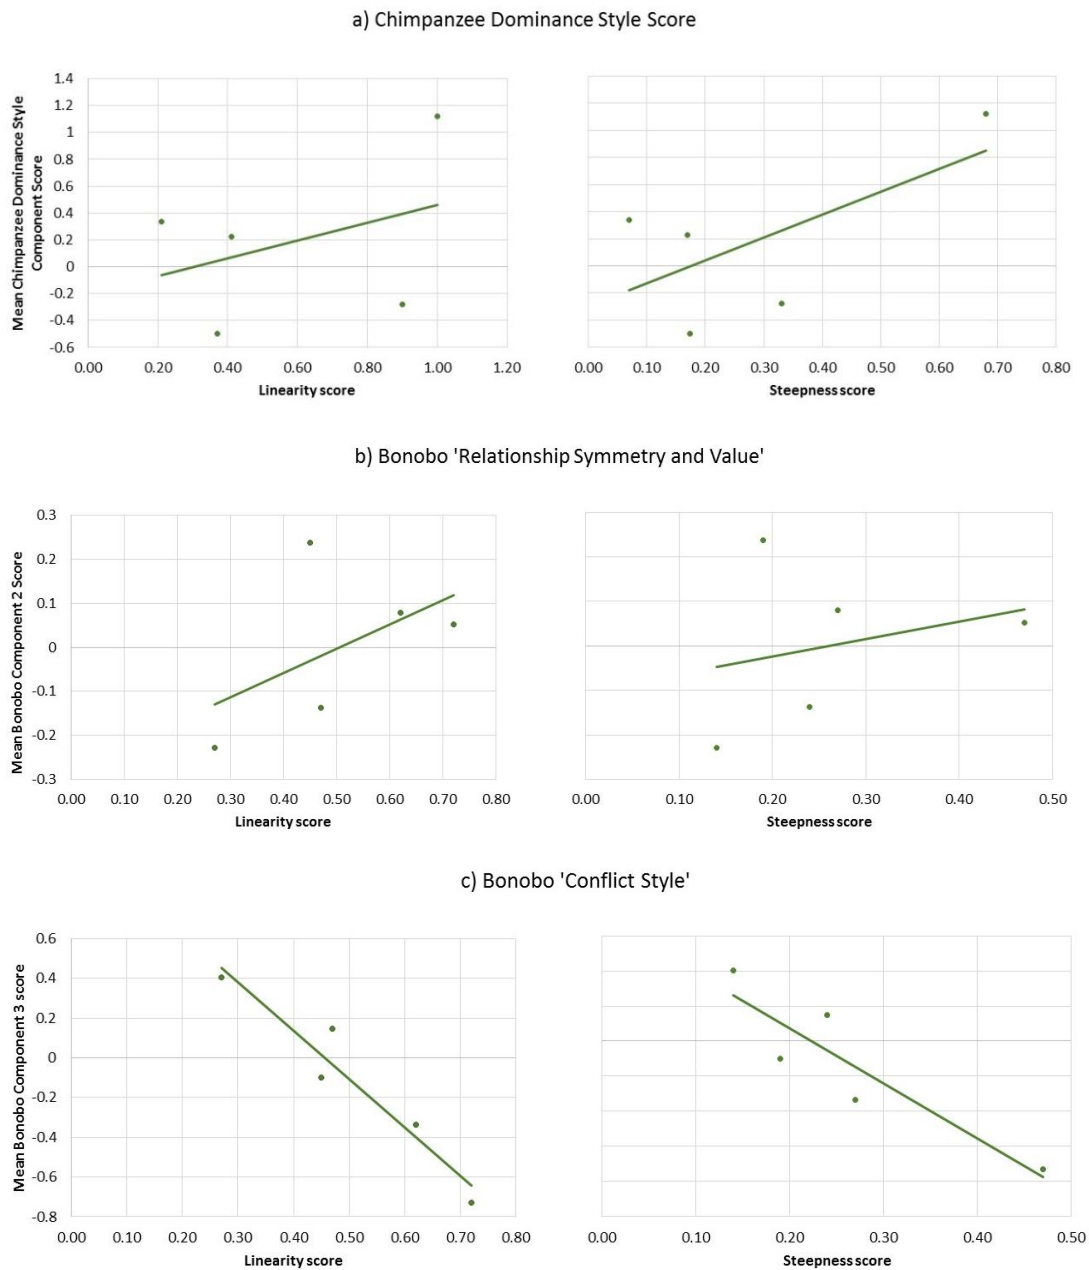 a) Chimpanzee Dominance Style Score
Mean Chimpanzee Dominance Style
Component Score
1.4
1.2
1
0.8
0.6
0.4
0.2
0
-0.2
-0.4
-0.6
0.00 0.20 0.40 0.60 0.80 1.00 1.20
Linearity score
0.00 0.10 0.20 0.30 0.40 0.50 0.60 0.70 0.80
Steepness score
b) Bonobo 'Relationship Symmetry and Value'
Mean Bonobo Component 2 Score
0.3
0.2
0.1
0
-0.1
-0.2
-0.3
0.00 0.10 0.20 0.30 0.40 0.50 0.60 0.70 0.80
Linearity score
0.00 0.10 0.20 0.30 0.40 0.50
Steepness score
c) Bonobo 'Conflict Style'
Mean Bonobo Component 3 score
0.6
0.4
0.2
0
-0.2
-0.4
-0.6
-0.8
0.00 0.10 0.20 0.30 0.40 0.50 0.60 0.70 0.80
Linearity score
0.00 0.10 0.20 0.30 0.40 0.50
Steepness score